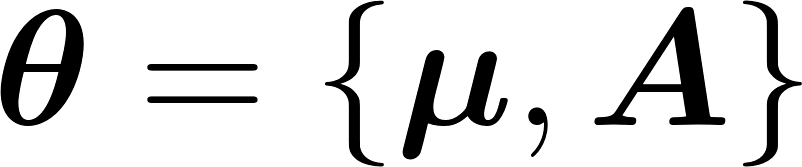 θ = {μ, A}